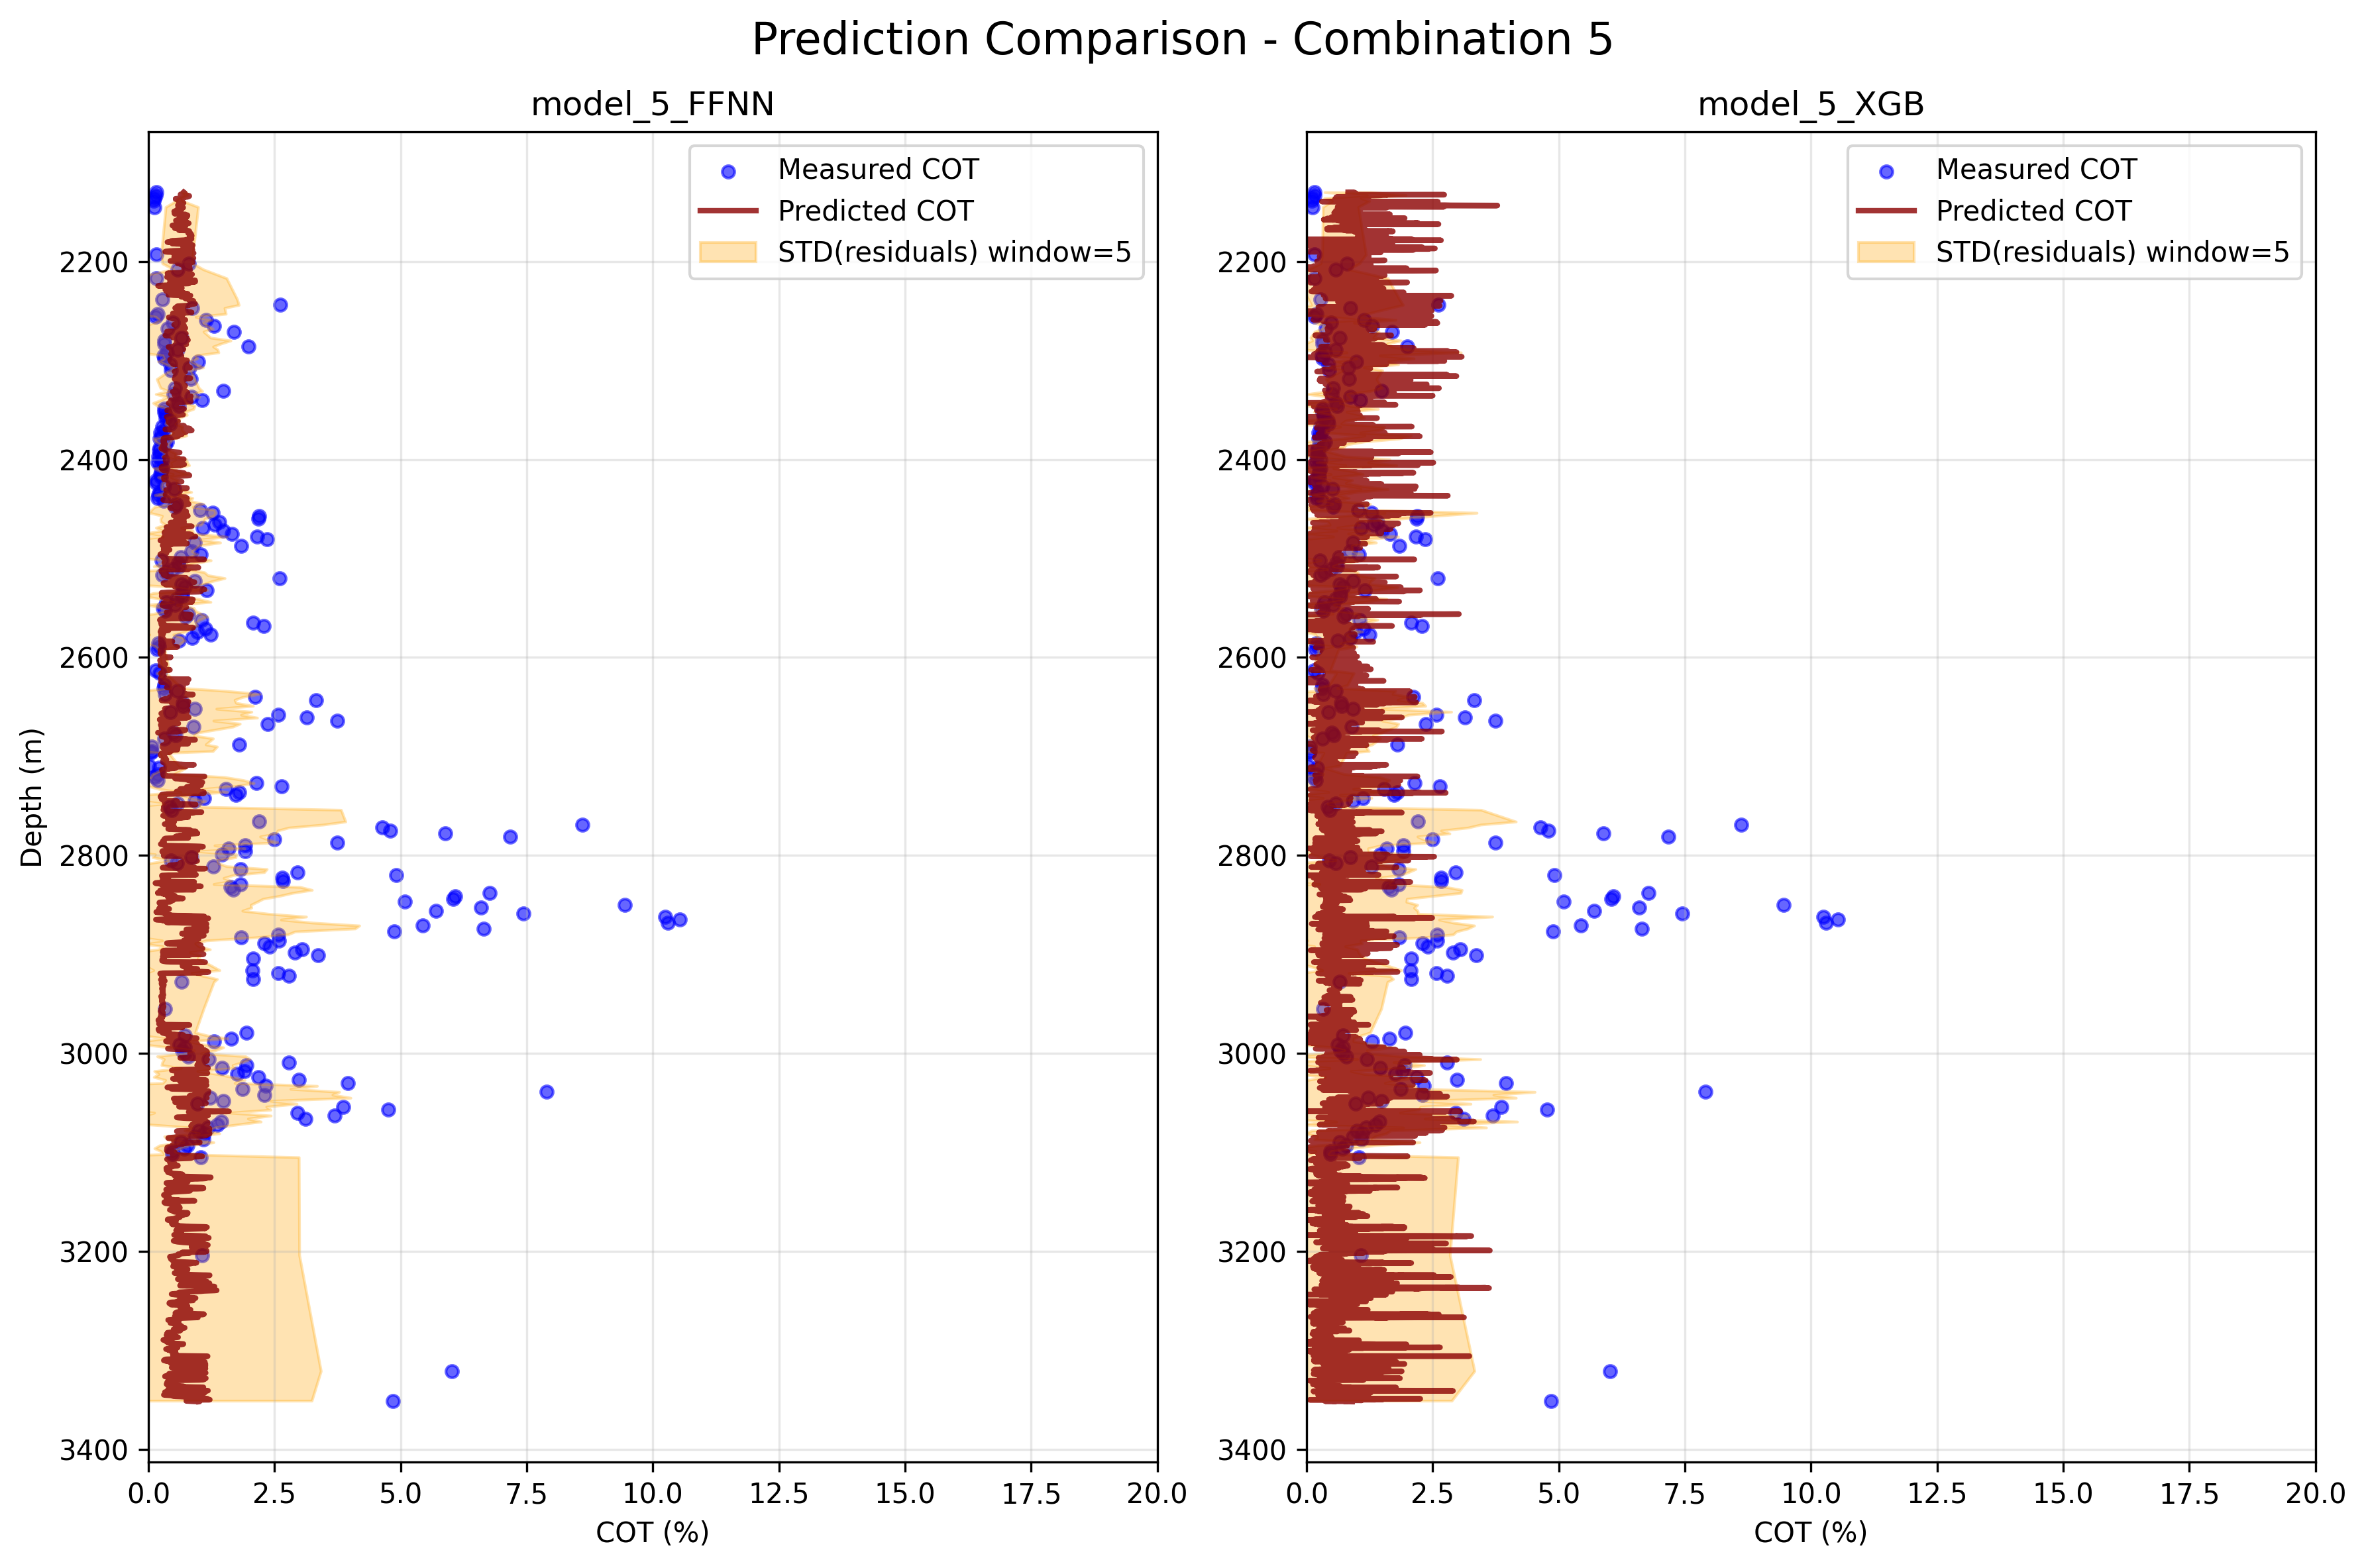 Prediction Comparison - Combination 5
model_5_FFNN
Measured COT
Predicted COT
STD(residuals) window=5
2200
2400
2600
2800
3000
3200
3400
Depth (m)
0.0 2.5 5.0 7.5 10.0 12.5 15.0 17.5 20.0
COT (%)
model_5_XGB
Measured COT
Predicted COT
STD(residuals) window=5
2200
2400
2600
2800
3000
3200
3400
0.0 2.5 5.0 7.5 10.0 12.5 15.0 17.5 20.0
COT (%)